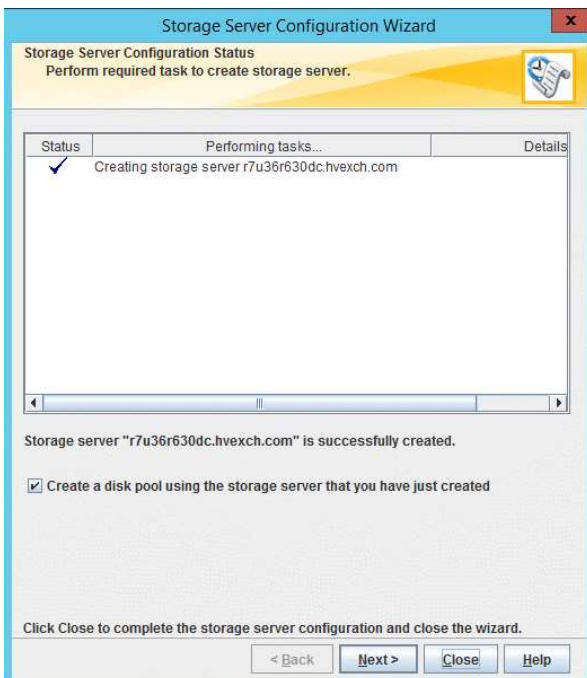 Storage Server Configuration Wizard
x
Storage Server Configuration Status
Perform required task to create storage server.
Status Performing tasks... Details
Creating storage server r7u36r630dc.hvexch.com
Storage server "r7u36r630dc.hvexch.com" is successfully created.
Create a disk pool using the storage server that you have just created
Click Close to complete the storage server configuration and close the wizard.
< Back Next > Close Help